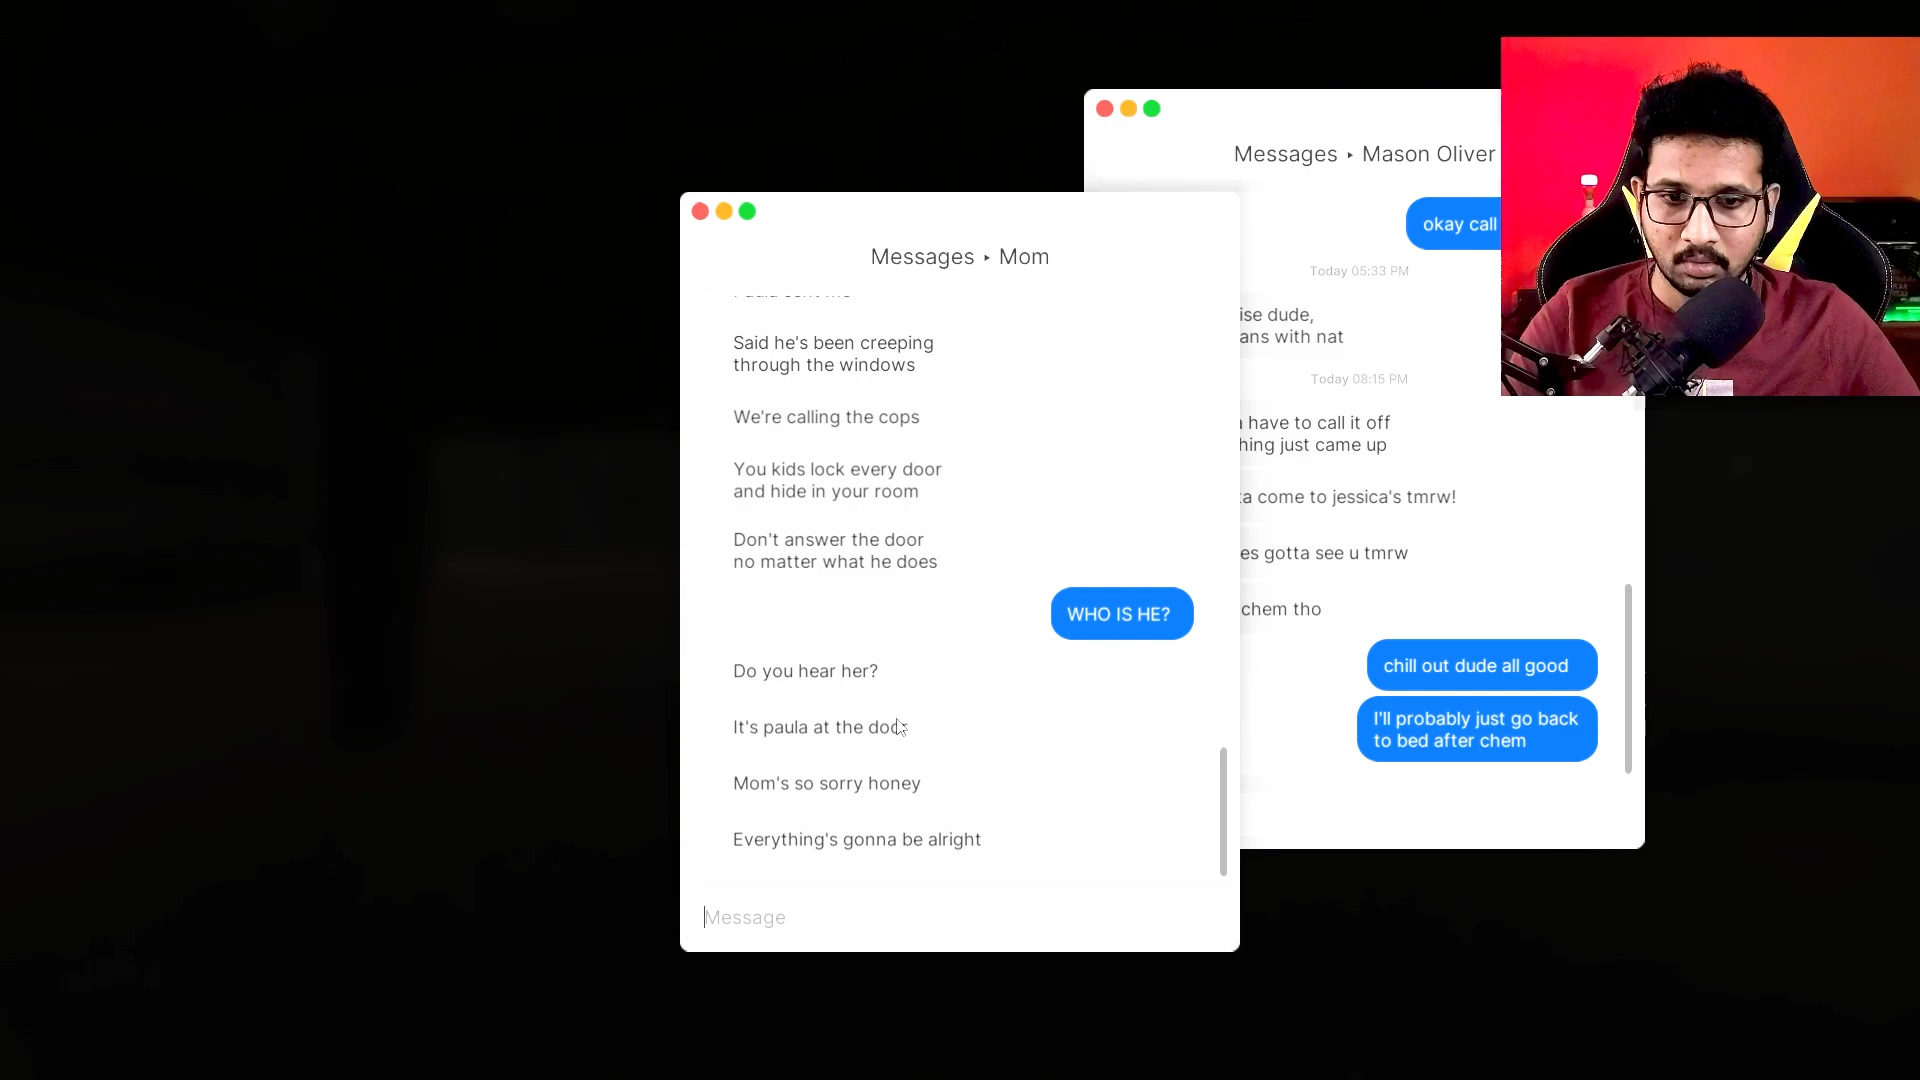 Messages ▸ Mom
Said he's been creeping
through the windows
We're calling the cops
You kids lock every door
and hide in your room
Don't answer the door
no matter what he does
WHO IS HE?
Do you hear her?
It's paula at the door
Mom's so sorry honey
Everything's gonna be alright
Message
Messages ▸ Mason Oliver
okay call
Today 05:33 PM
dude,
with nat
Today 08:15 PM
have to call it off
just came up
come to jessica's tmrw!
gotta see u tmrw
chem tho
chill out dude all good
I'll probably just go back
to bed after chem